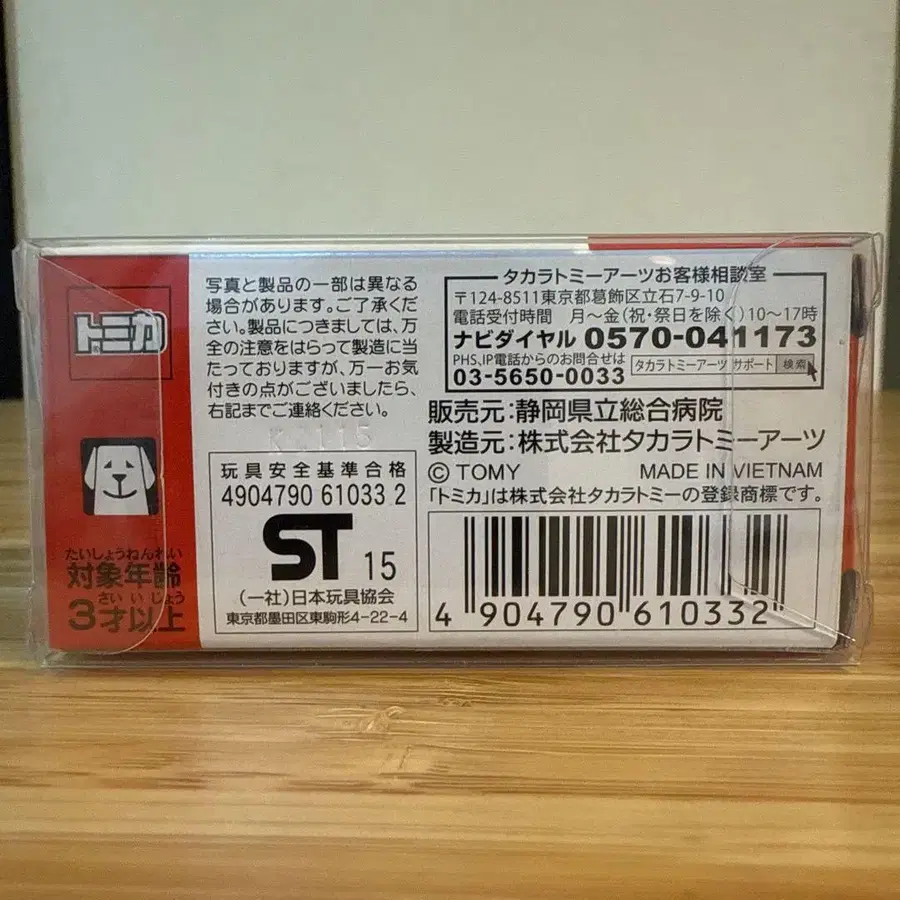 トミカ
たいしょうねんれい
対象年齢
さいいじょう
3才以上
写真と製品の一部は異なる
場合があります。ご了承くださ
い。製品につきましては、万
全の注意をはらって製造に当
たっておりますが、万一お気
付きの点がございましたら、
右記までご連絡ください。
玩具安全基準合格
4904790 61033 2
ST 15
(一社)日本玩具協会
東京都墨田区東駒形4-22-4
タカラトミーアーツお客様相談室
〒124-8511東京都葛飾区立石7-9-10
電話受付時間 月〜金(祝・祭日を除く)10〜17時
ナビダイヤル 0570-041173
PHS,IP電話からのお問合せは
03-5650-0033
タカラトミーアーツ サポート 検索
販売元:静岡県立総合病院
製造元:株式会社タカラトミーアーツ
© TOMY MADE IN VIETNAM
「トミカ」は株式会社タカラトミーの登録商標です。
4 904790 610332